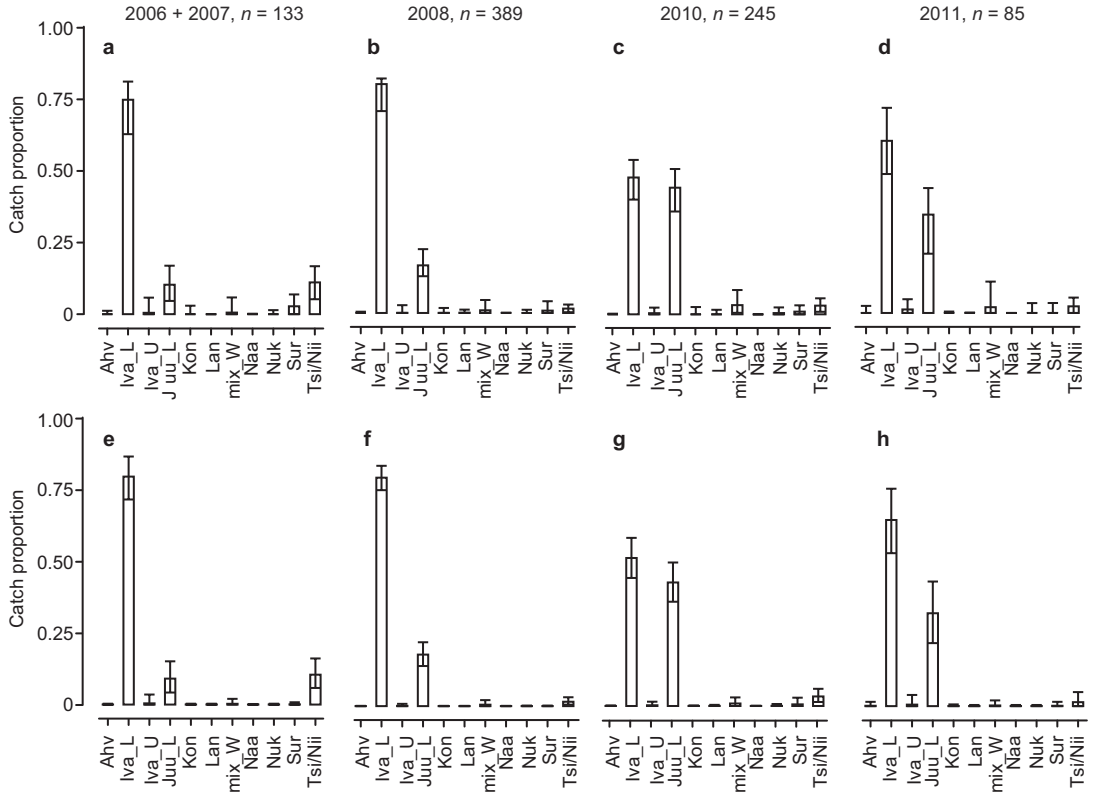 2006 + 2007, n = 133
2008, n = 389
2010, n = 245
2011, n = 85
Catch proportion
1.00
0.75
0.50
0.25
0
a
b
c
d
Ahv Iva_L Iva_U J uu_L Kon Lan mix_W Naa Nuk Sur Tsi/Nii
Ahv Iva_L Iva_U J uu_L Kon Lan mix_W Naa Nuk Sur Tsi/Nii
Ahv Iva_L Iva_U J uu_L Kon Lan mix_W Naa Nuk Sur Tsi/Nii
Ahv Iva_L Iva_U J uu_L Kon Lan mix_W Naa Nuk Sur Tsi/Nii
Catch proportion
1.00
0.75
0.50
0.25
0
e
f
g
h
Ahv Iva_L Iva_U Juu_L Kon Lan mix_W Naa Nuk Sur Tsi/Nii
Ahv Iva_L Iva_U Juu_L Kon Lan mix_W Naa Nuk Sur Tsi/Nii
Ahv Iva_L Iva_U Juu_L Kon Lan mix_W Naa Nuk Sur Tsi/Nii
Ahv Iva_L Iva_U Juu_L Kon Lan mix_W Naa Nuk Sur Tsi/Nii